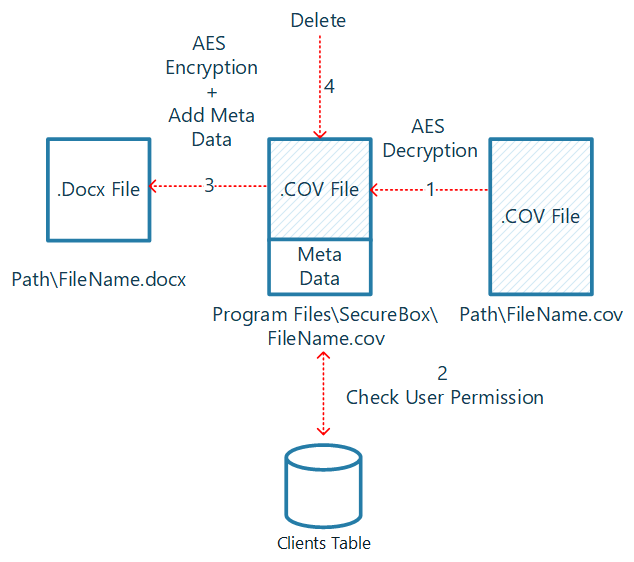 Delete
AES
Encryption
+
Add Meta
Data
4
AES
Decryption
.Docx File
3
.COV File
1
.COV File
Meta
Data
Path\FileName.docx
Program Files\SecureBox\
FileName.cov
Path\FileName.cov
2
Check User Permission
Clients Table